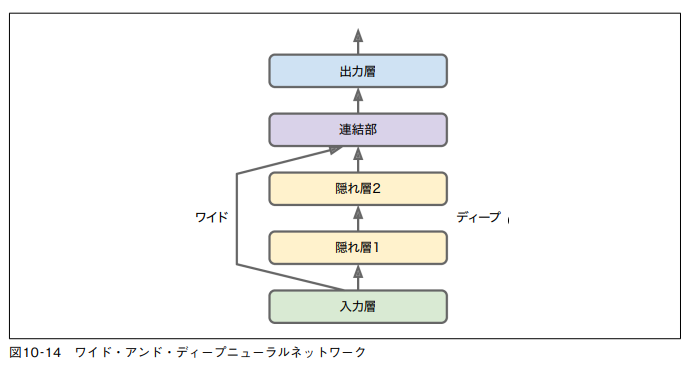 出力層
連結部
隠れ層2
ワイド
ディープ
隠れ層1
入力層
図10-14 ワイド・アンド・ディープニューラルネットワーク